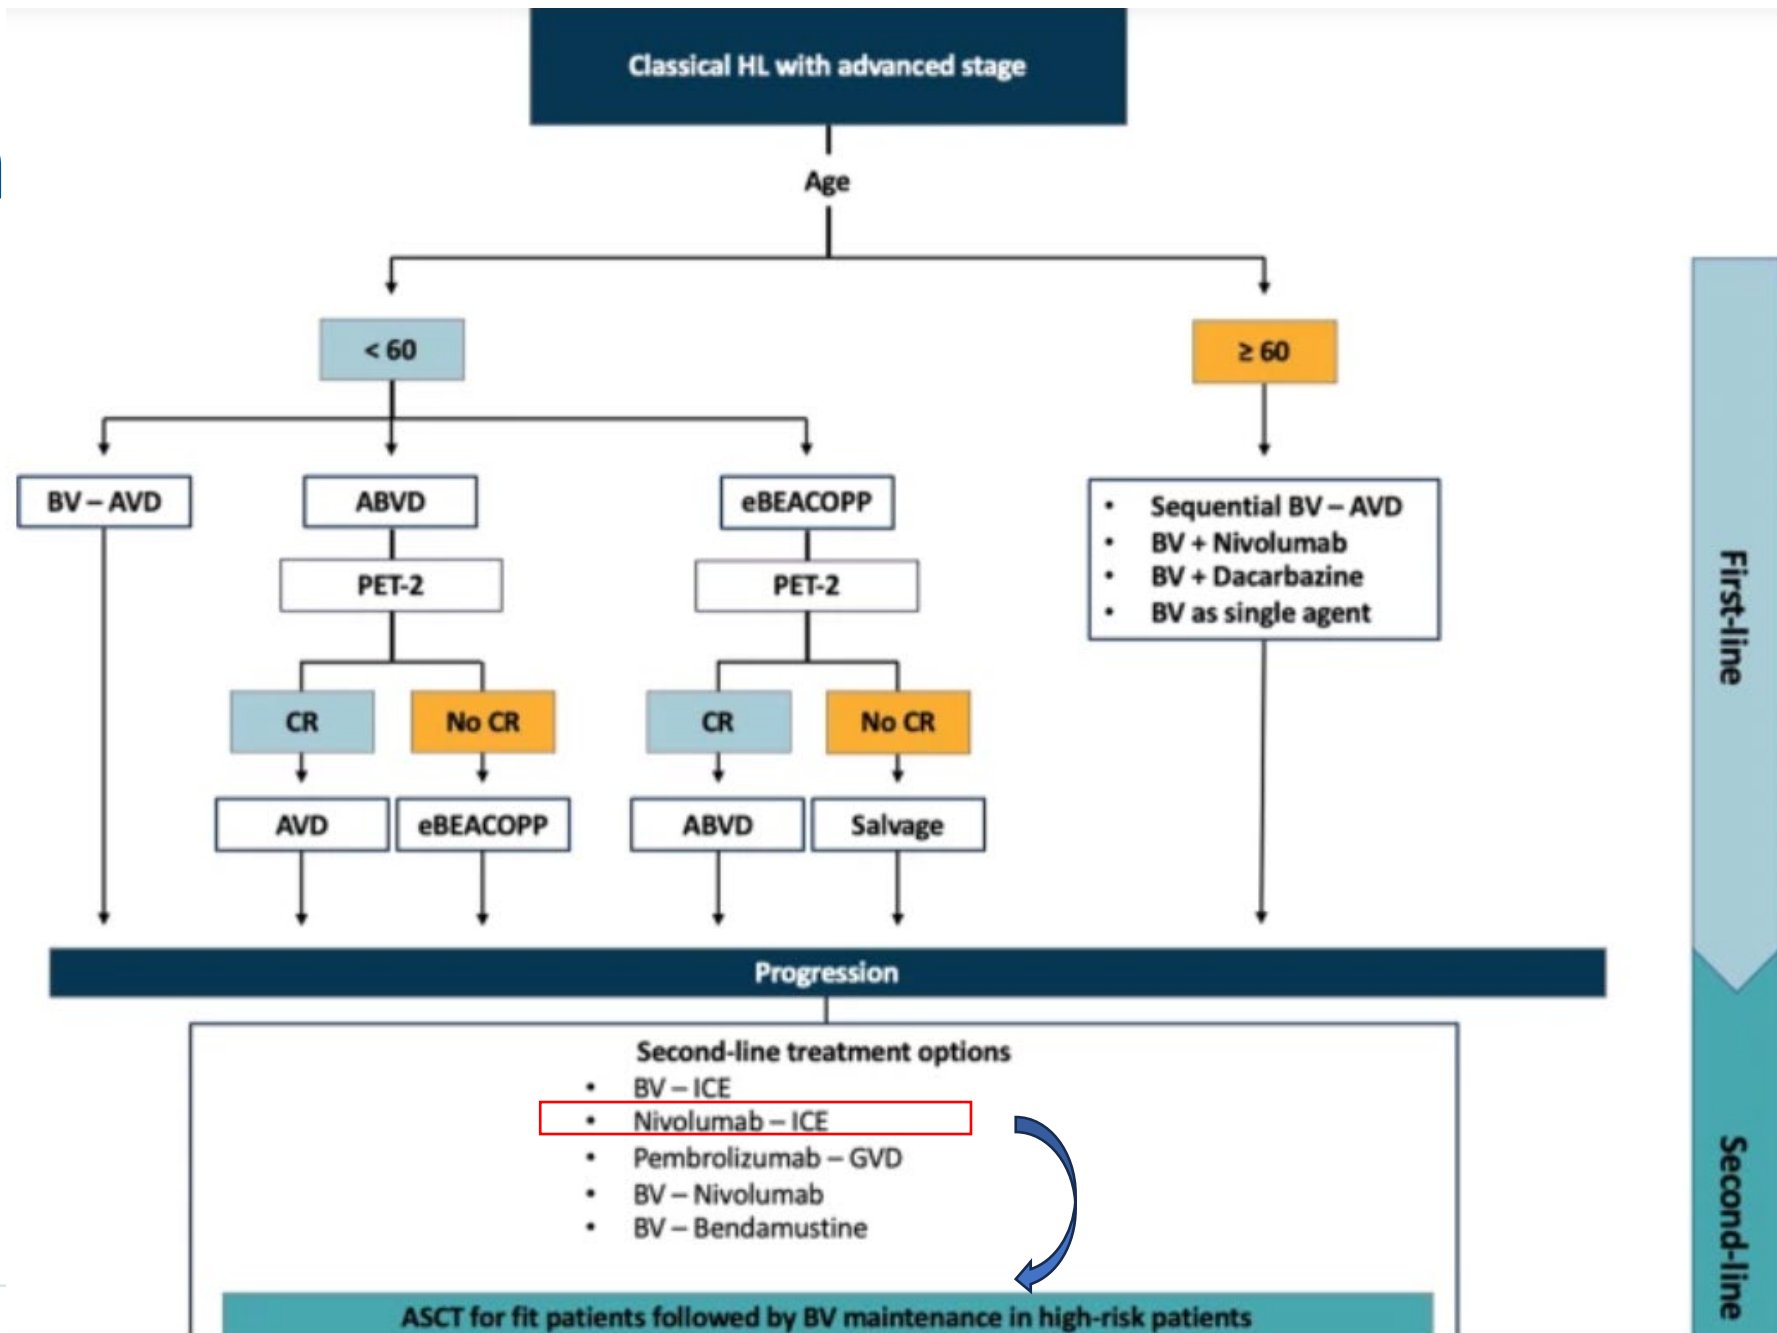 Classical HL with advanced stage
Age
< 60
≥ 60
BV – AVD
ABVD
eBEACOPP
• Sequential BV – AVD
• BV + Nivolumab
• BV + Dacarbazine
• BV as single agent
PET-2
PET-2
CR
No CR
CR
No CR
AVD
eBEACOPP
ABVD
Salvage
First-line
Progression
Second-line treatment options
• BV – ICE
• Nivolumab – ICE
• Pembrolizumab – GVD
• BV – Nivolumab
• BV – Bendamustine
Second-line
ASCT for fit patients followed by BV maintenance in high-risk patients